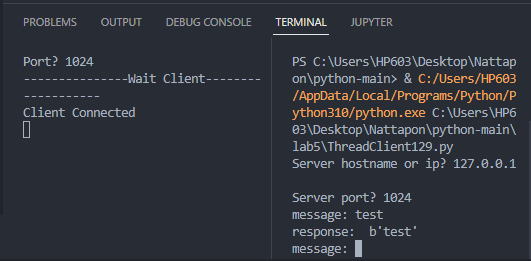 PROBLEMS OUTPUT DEBUG CONSOLE TERMINAL JUPYTER
Port? 1024
---------------Wait Client--------
-----------
Client Connected
PS C:\Users\HP603\Desktop\Nattap
on\python-main> & C:/Users/HP603
/AppData/Local/Programs/Python/P
ython310/python.exe C:\Users\HP6
03\Desktop\Nattapon\python-main\
lab5\ThreadClient129.py
Server hostname or ip? 127.0.0.1
Server port? 1024
message: test
response:  b'test'
message: